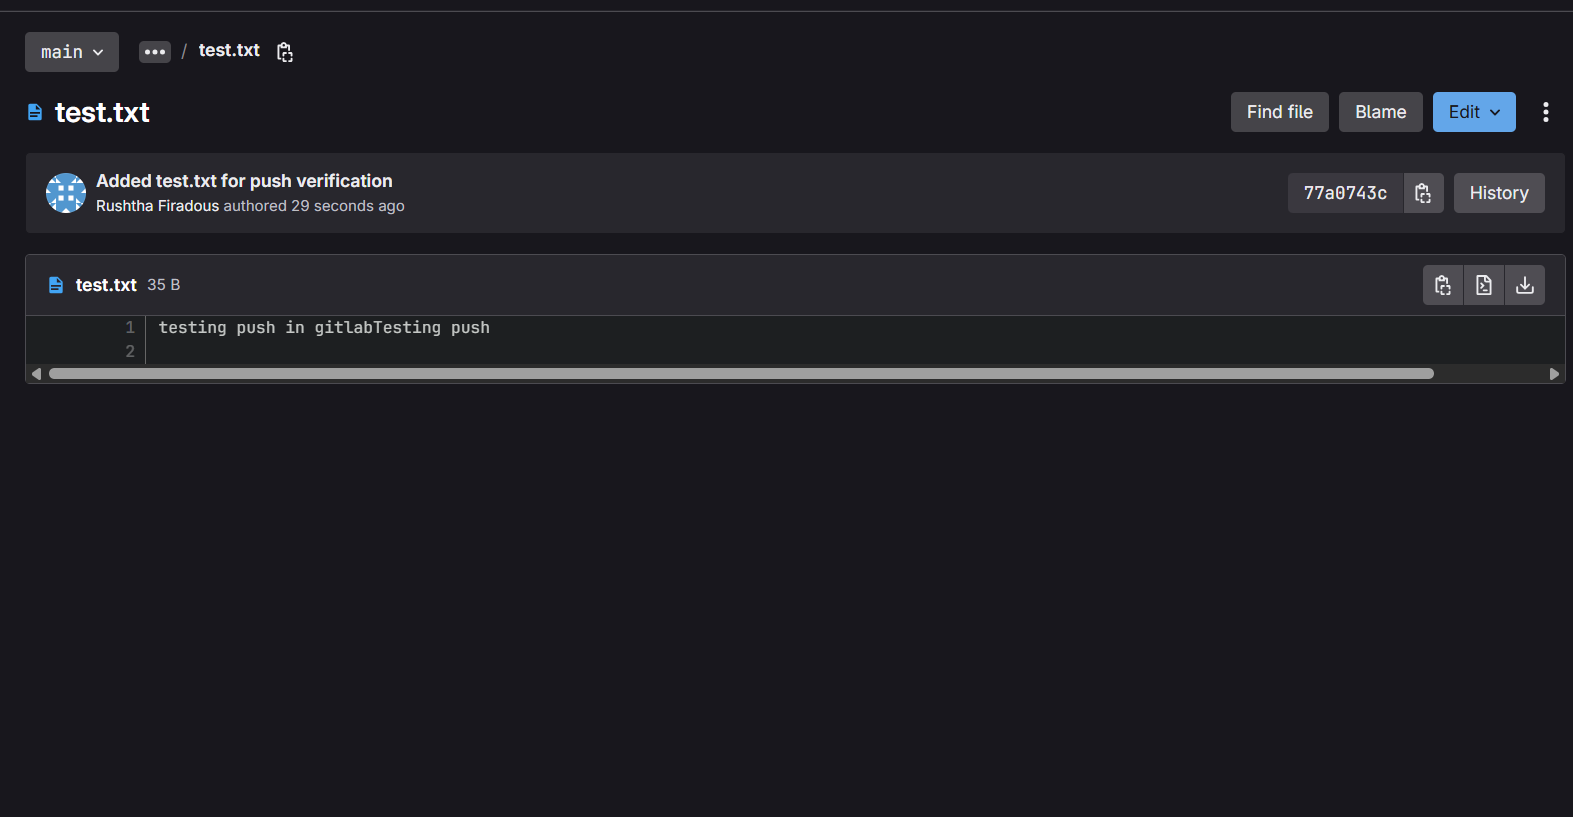 main
••• / test.txt
test.txt
Find file Blame Edit
Added test.txt for push verification
Rushtha Firadous authored 29 seconds ago
77a0743c History
test.txt 35 B
1 testing push in gitlabTesting push
2